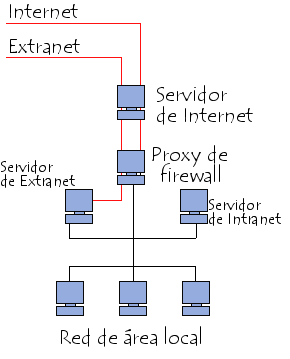 Internet
Extranet
Servidor
de Internet
Proxy de
firewall
Servidor
de Extranet
Servidor
de Intranet
Red de área local